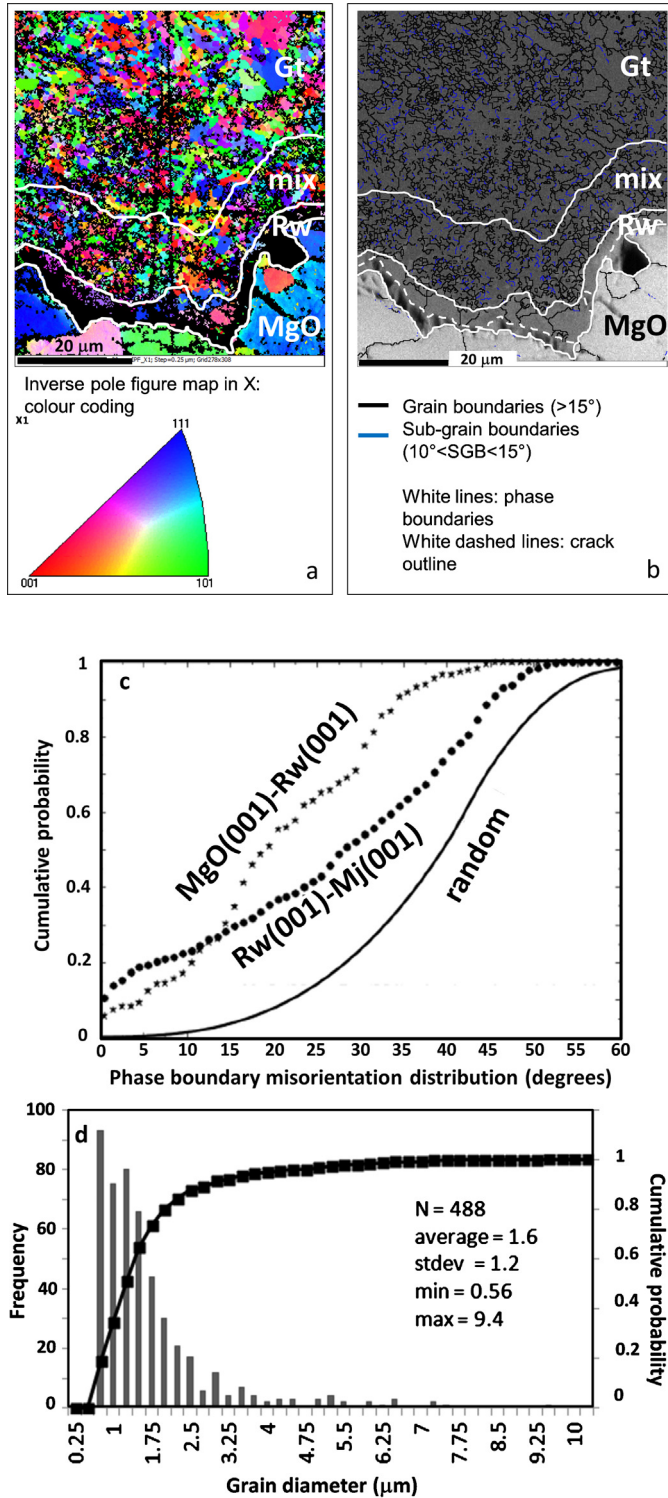 Gt
mix
Rw
MgO
20 μm
PF_X1; Step=0.25 μm; Grid278x308
Inverse pole figure map in X:
colour coding
X1
111
001
101
a
Gt
mix
Rw
MgO
20 μm
Grain boundaries (>15°)
Sub-grain boundaries
(10°<SGB<15°)
White lines: phase
boundaries
White dashed lines: crack
outline
b
c
MgO(001)-Rw(001)
Rw(001)-Mj(001)
random
Cumulative probability
1
0.8
0.6
0.4
0.2
0
0 5 10 15 20 25 30 35 40 45 50 55 60
Phase boundary misorientation distribution (degrees)
d
Frequency
100
80
60
40
20
0
N = 488
average = 1.6
stdev = 1.2
min = 0.56
max = 9.4
1
0.8
0.6
0.4
0.2
0
Cumulative probability
0.25 1 1.75 2.5 3.25 4 4.75 5.5 6.25 7 7.75 8.5 9.25 10
Grain diameter (μm)